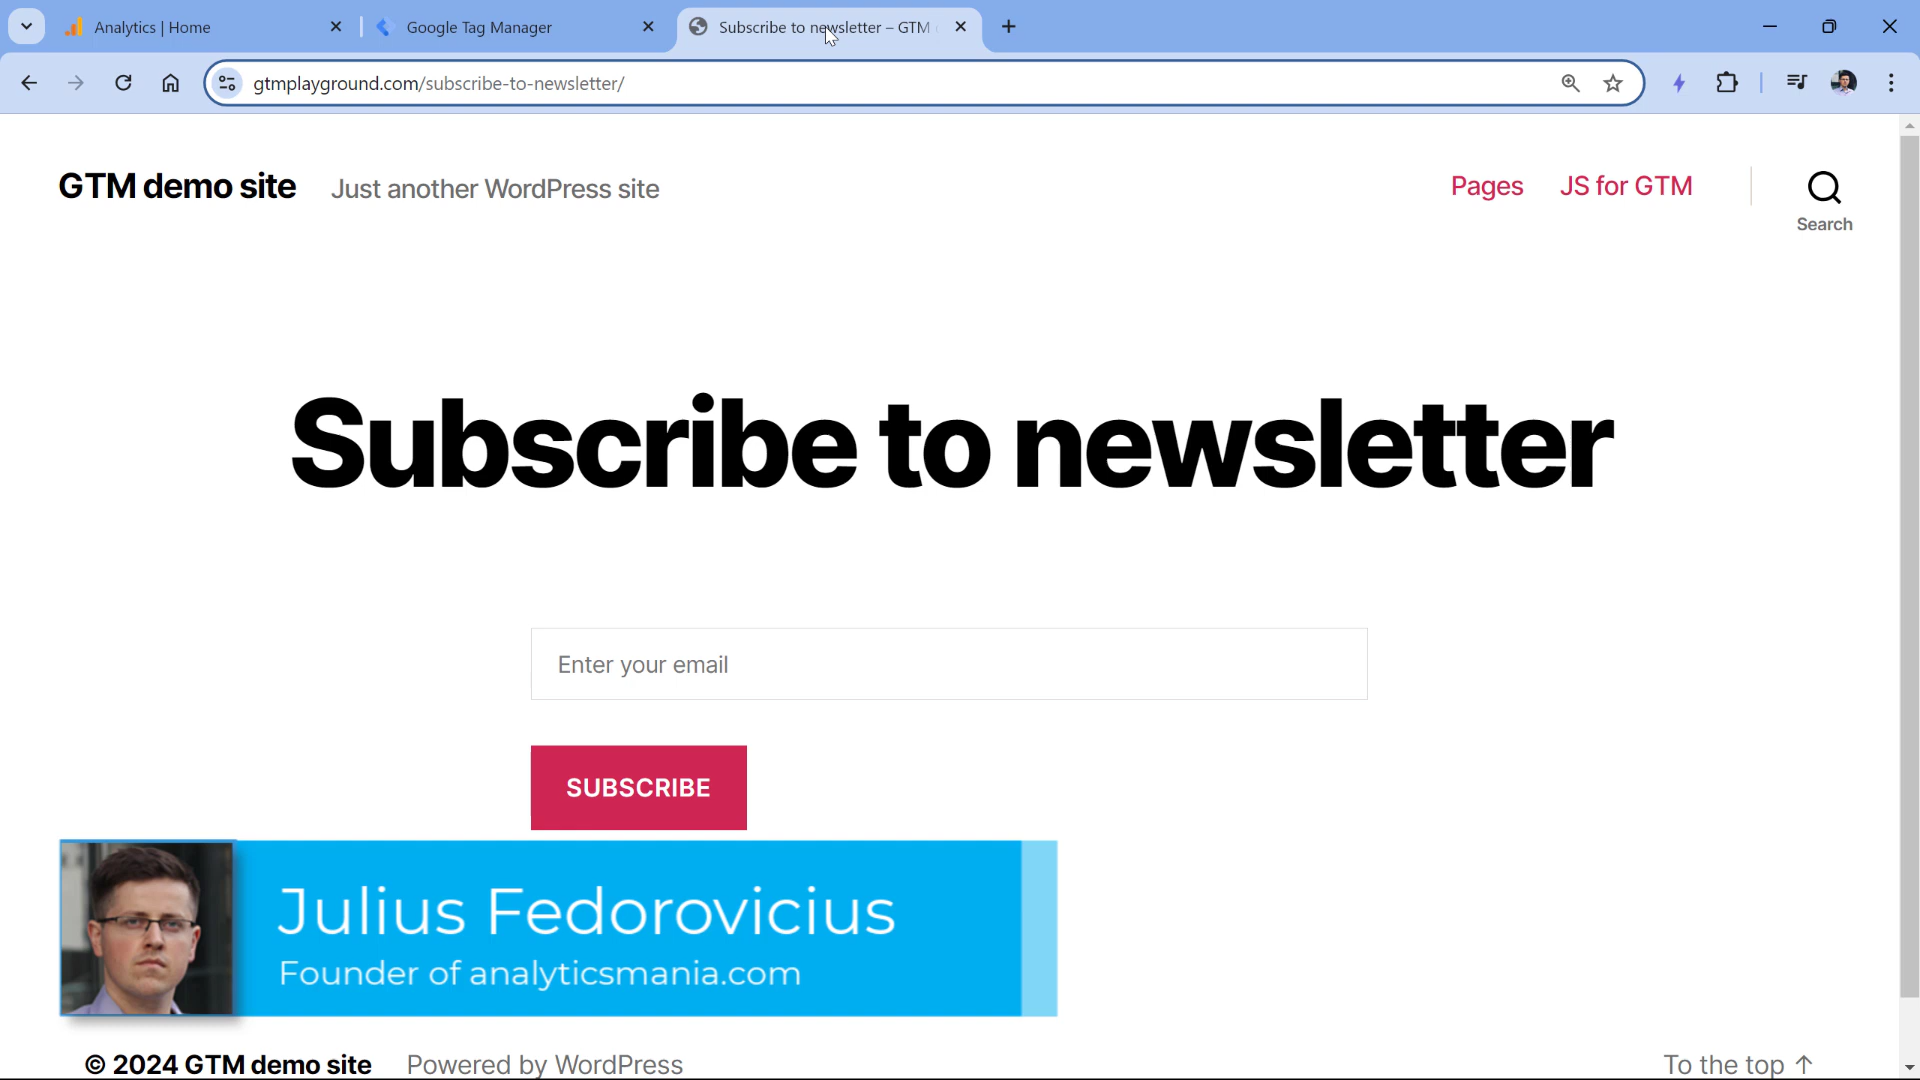 Analytics | Home
Google Tag Manager
Subscribe to newsletter – GTM
gtmplayground.com/subscribe-to-newsletter/
GTM demo site
Just another WordPress site
Pages
JS for GTM
Search
Subscribe to newsletter
Enter your email
SUBSCRIBE
Julius Fedorovicius
Founder of analyticsmania.com
© 2024 GTM demo site
Powered by WordPress
To the top ↑